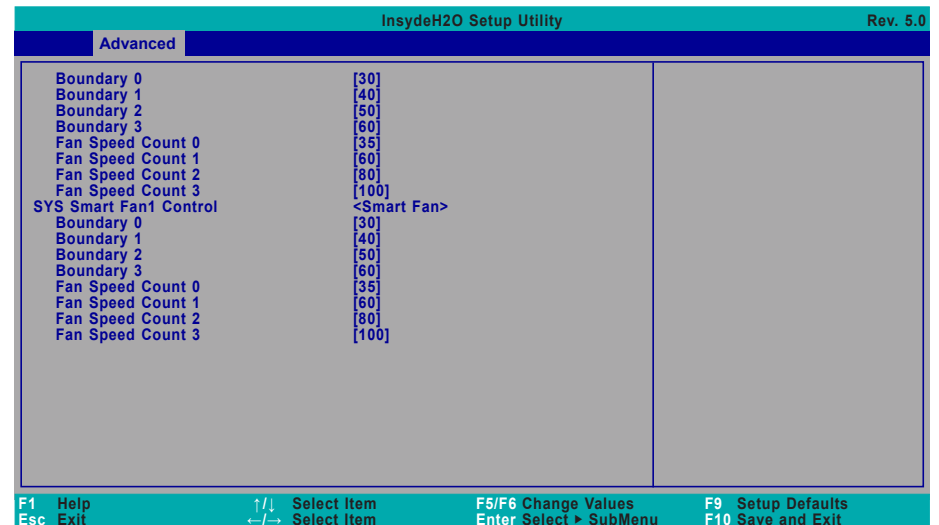 InsydeH2O Setup Utility Rev. 5.0
Advanced
Boundary 0 [30]
Boundary 1 [40]
Boundary 2 [50]
Boundary 3 [60]
Fan Speed Count 0 [35]
Fan Speed Count 1 [60]
Fan Speed Count 2 [80]
Fan Speed Count 3 [100]
SYS Smart Fan1 Control <Smart Fan>
Boundary 0 [30]
Boundary 1 [40]
Boundary 2 [50]
Boundary 3 [60]
Fan Speed Count 0 [35]
Fan Speed Count 1 [60]
Fan Speed Count 2 [80]
Fan Speed Count 3 [100]
F1 Help ↑/↓ Select Item F5/F6 Change Values F9 Setup Defaults
Esc Exit ←/→ Select Item Enter Select ▶ SubMenu F10 Save and Exit